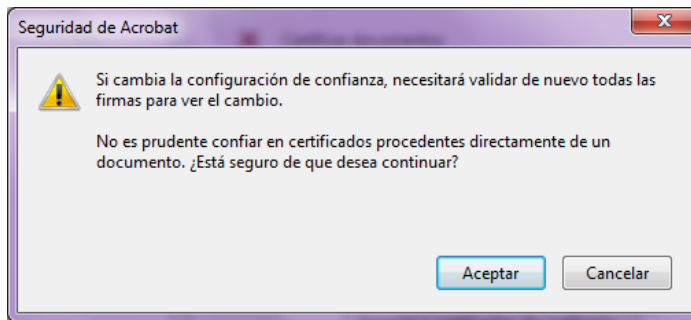 Seguridad de Acrobat
Certificar documentos
Si cambia la configuración de confianza, necesitará validar de nuevo todas las
firmas para ver el cambio.
No es prudente confiar en certificados procedentes directamente de un
documento. ¿Está seguro de que desea continuar?
Aceptar
Cancelar